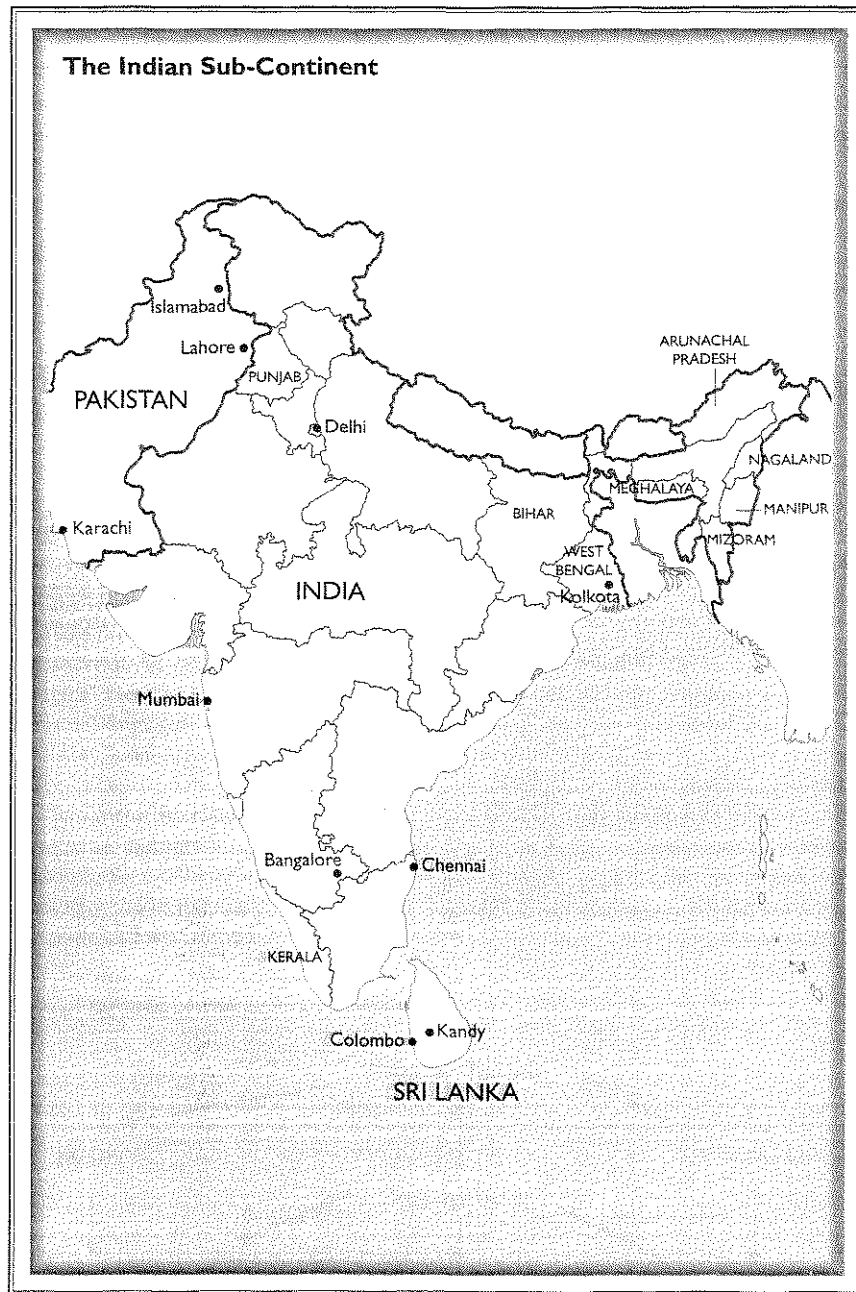 The Indian Sub-Continent
Islamabad
Lahore
ARUNACHAL
PRADESH
PUNJAB
PAKISTAN
Delhi
NAGALAND
MEGHALAYA
BIHAR
MANIPUR
Karachi
MIZORAM
WEST
BENGAL
INDIA
Kolkota
Mumbai
Bangalore
Chennai
KERALA
Kandy
Colombo
SRI LANKA